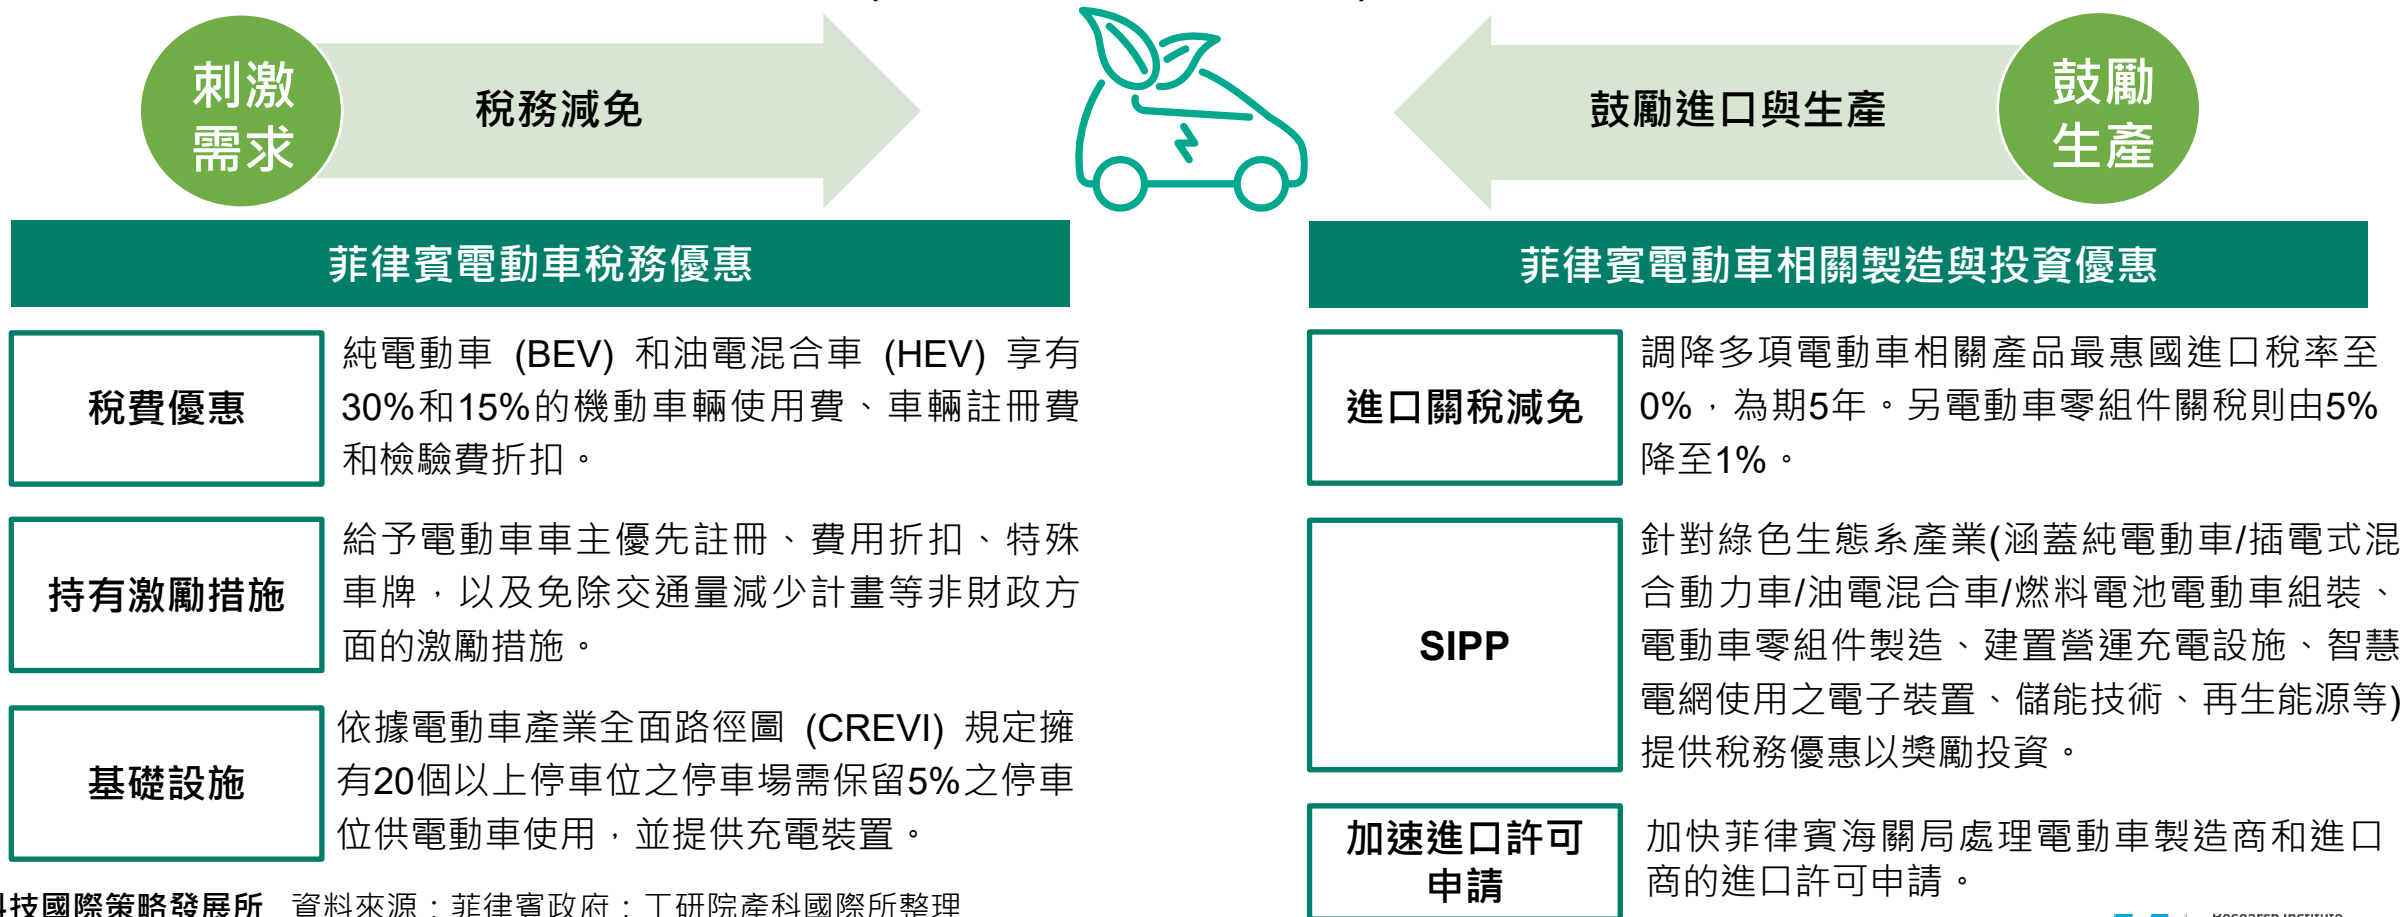 刺激
需求
稅務減免
鼓勵進口與生產
鼓勵
生產
菲律賓電動車稅務優惠
稅費優惠
純電動車 (BEV) 和油電混合車 (HEV) 享有
30%和15%的機動車輛使用費、車輛註冊費
和檢驗費折扣。
持有激勵措施
給予電動車車主優先註冊、費用折扣、特殊
車牌，以及免除交通量減少計畫等非財政方
面的激勵措施。
基礎設施
依據電動車產業全面路徑圖 (CREVI) 規定擁
有20個以上停車位之停車場需保留5%之停車
位供電動車使用，並提供充電裝置。
菲律賓電動車相關製造與投資優惠
進口關稅減免
調降多項電動車相關產品最惠國進口稅率至
0%，為期5年。另電動車零組件關稅則由5%
降至1%。
SIPP
針對綠色生態系產業(涵蓋純電動車/插電式混
合動力車/油電混合車/燃料電池電動車組裝、
電動車零組件製造、建置營運充電設施、智慧
電網使用之電子裝置、儲能技術、再生能源等)
提供稅務優惠以獎勵投資。
加速進口許可
申請
加快菲律賓海關局處理電動車製造商和進口
商的進口許可申請。
科技國際策略發展所 資料來源：菲律賓政府；工研院產科國際所整理
Research Institute